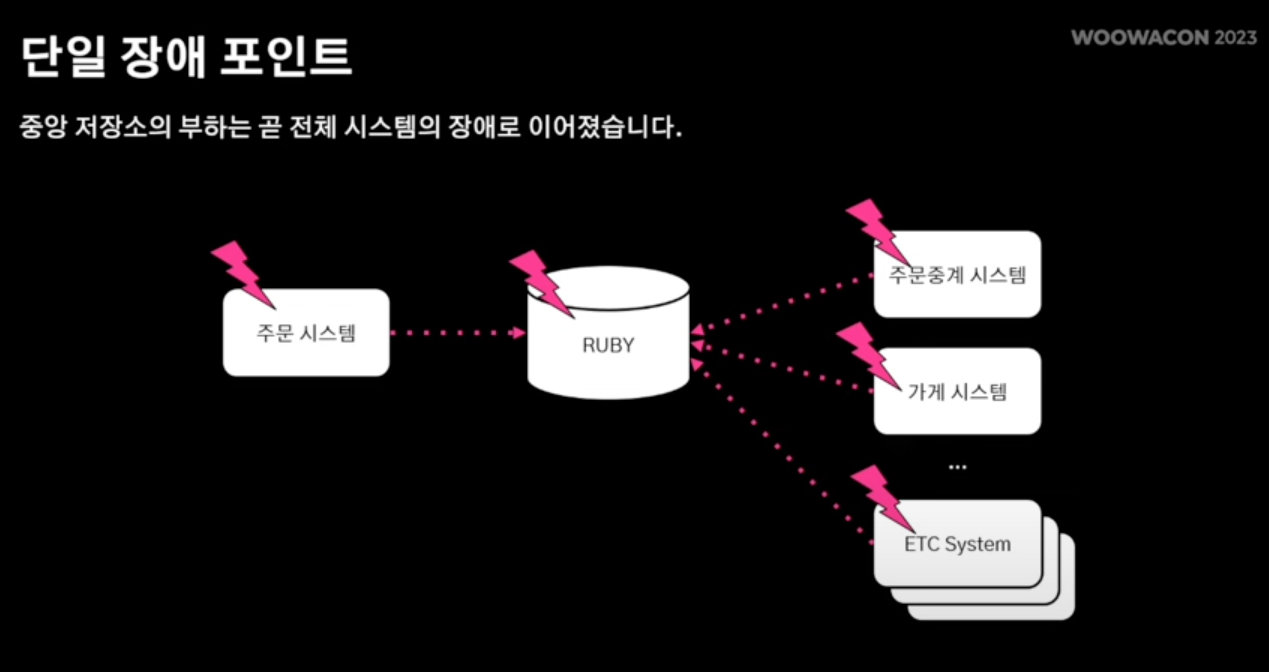 단일 장애 포인트
WOOWACON 2023
중앙 저장소의 부하는 곧 전체 시스템의 장애로 이어졌습니다.
주문 시스템
RUBY
주문중계 시스템
가게 시스템
...
ETC System